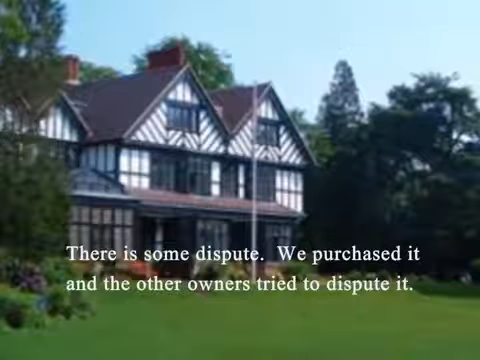 There is some dispute.  We purchased it
and the other owners tried to dispute it.